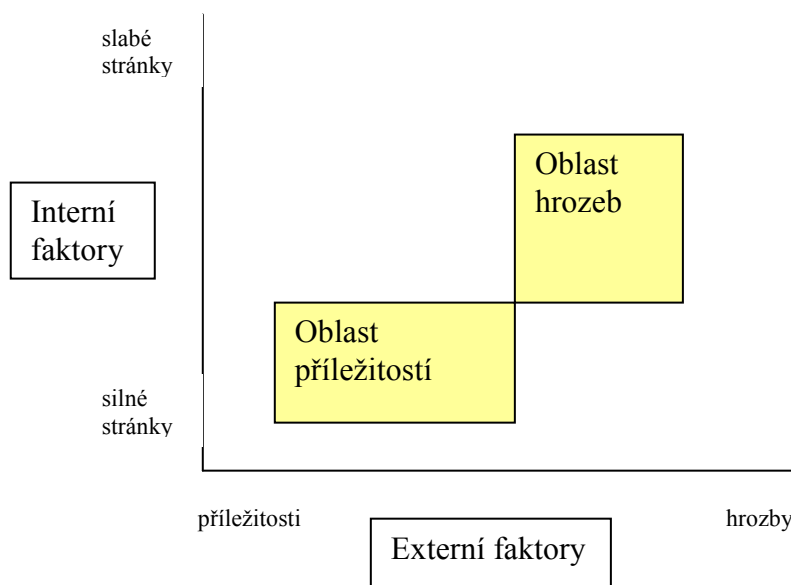 slabé
stránky
Oblast
hrozeb
Interní
faktory
Oblast
příležitostí
silné
stránky
příležitosti
hrozby
Externí faktory